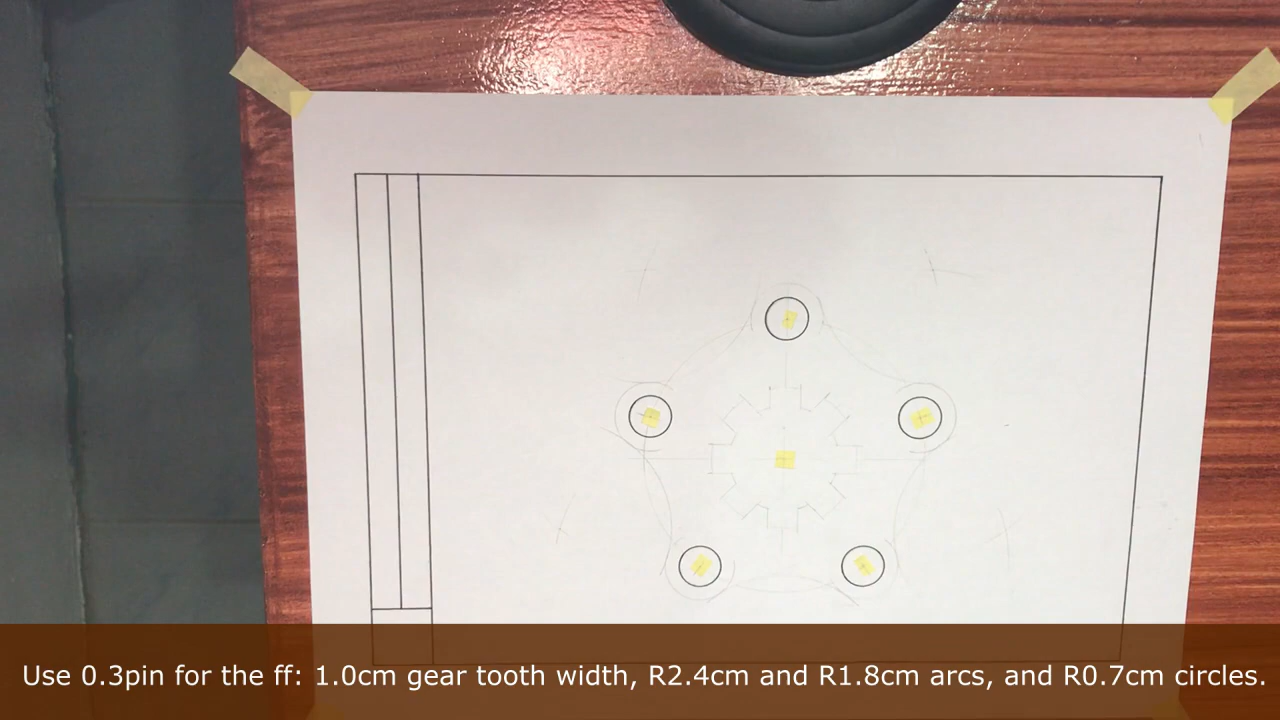 Use 0.3pin for the ff: 1.0cm gear tooth width, R2.4cm and R1.8cm arcs, and R0.7cm circles.